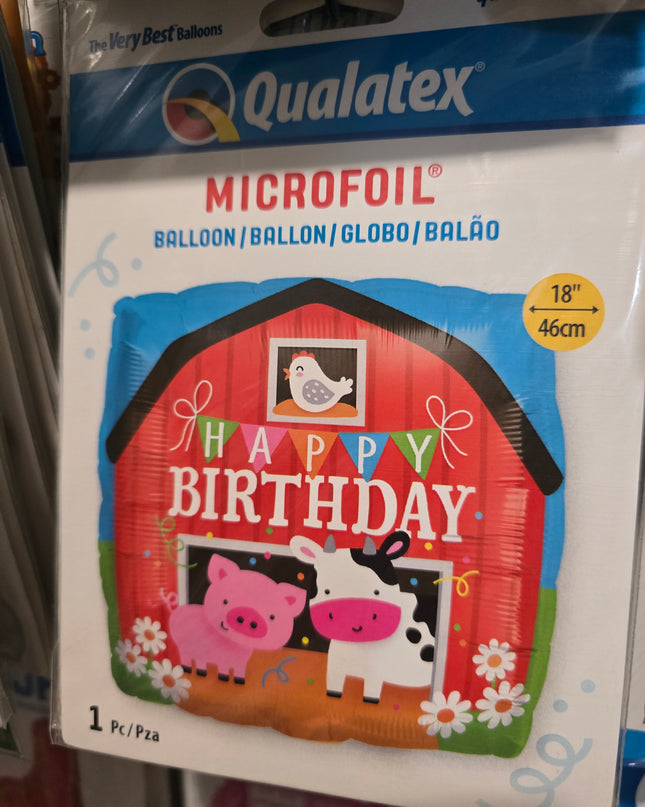 The Very Best Balloons
Qualatex®
MICROFOIL®
BALLOON/BALLON/GLOBO/BALÃO
18"
46cm
HAPPY
BIRTHDAY
1 Pc/Pza